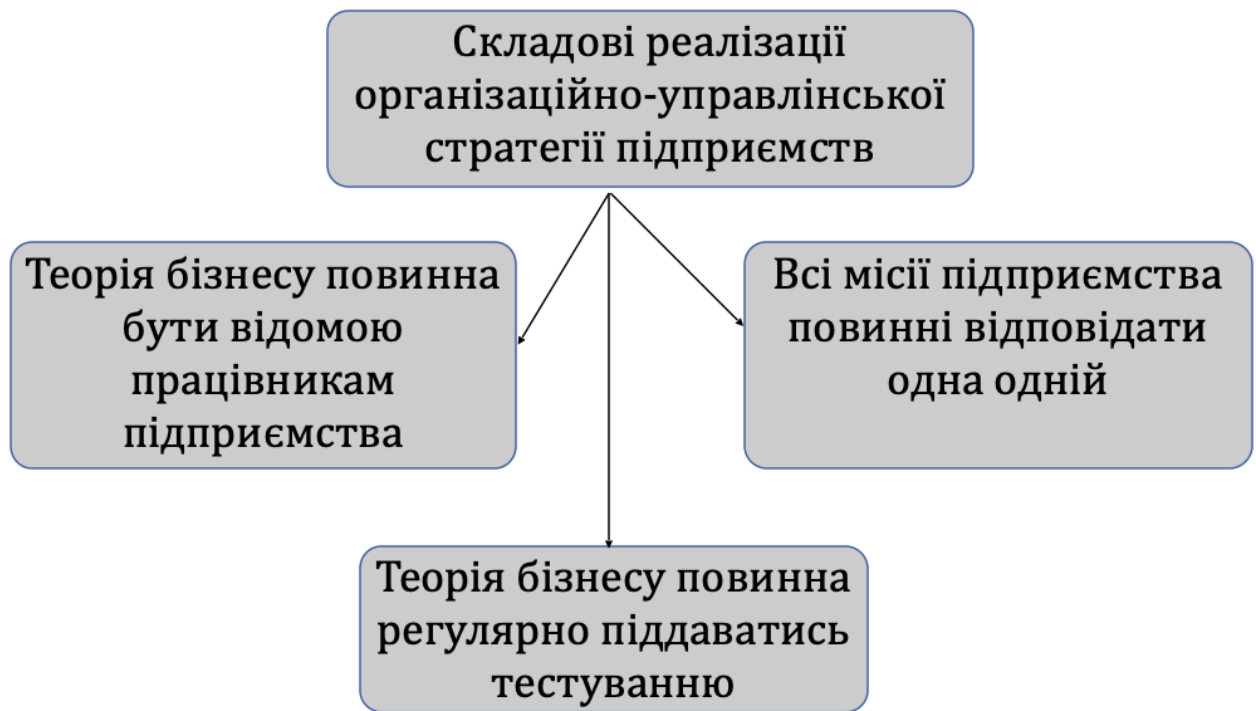 Складові реалізації
організаційно-управлінської
стратегії підприємств
Теорія бізнесу повинна
бути відомою
працівникам
підприємства
Всі місії підприємства
повинні відповідати
одна одній
Теорія бізнесу повинна
регулярно піддаватись
тестуванню